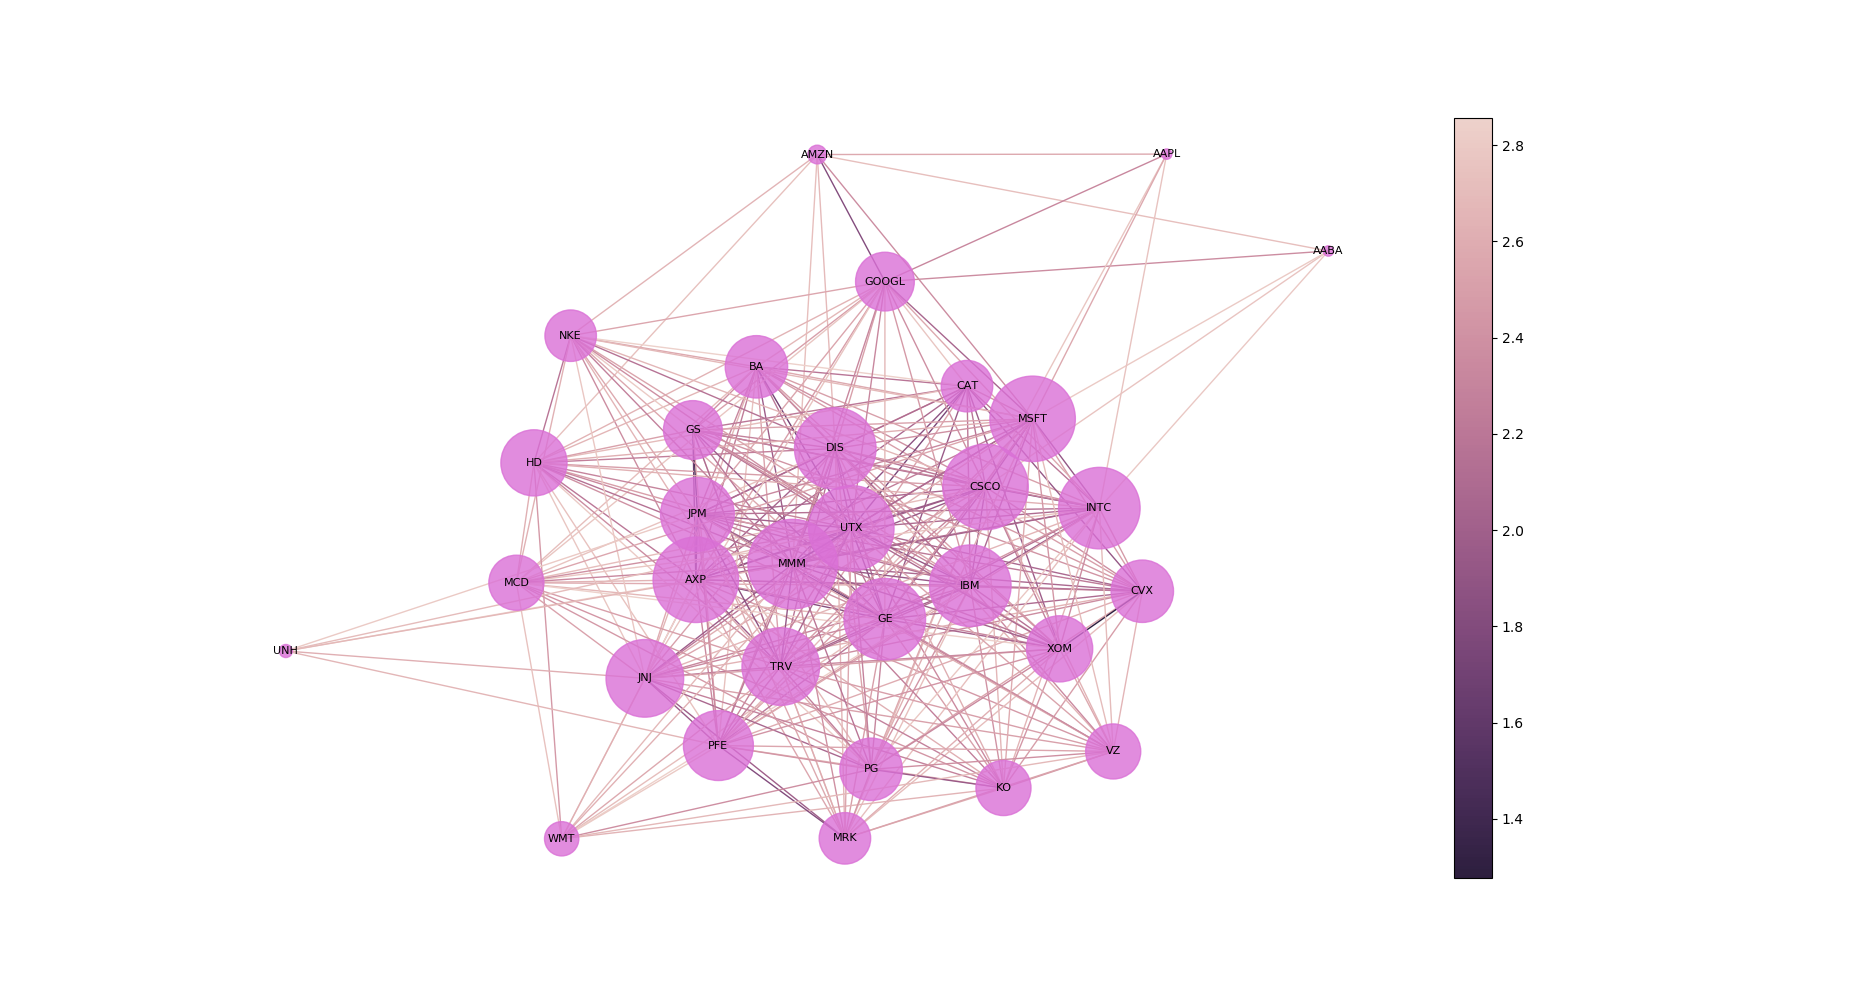 AMZN
AAPL
AABA
GOOGL
NKE
BA
CAT
MSFT
GS
DIS
HD
CSCO
INTC
JPM
UTX
MMM
AXP
MCD
IBM
CVX
GE
XOM
UNH
TRV
JNJ
PFE
VZ
PG
KO
WMT
MRK
2.8
2.6
2.4
2.2
2.0
1.8
1.6
1.4